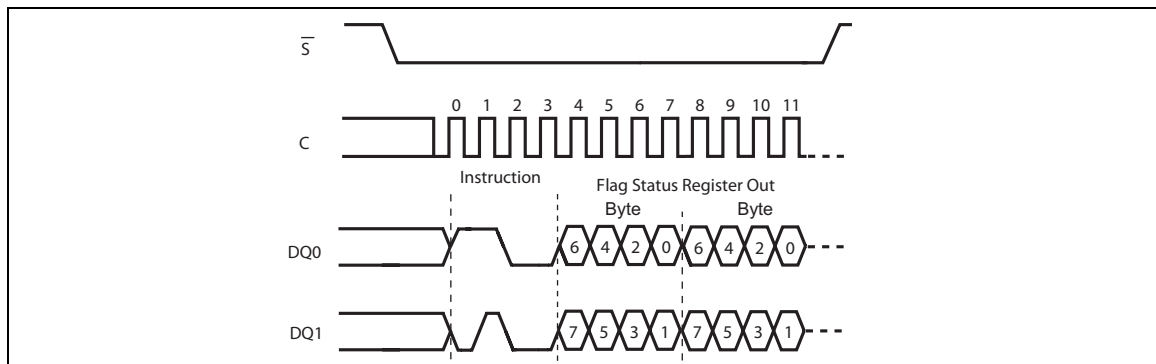 S
0 1 2 3 4 5 6 7 8 9 10 11
C
Instruction Flag Status Register Out
Byte Byte
DQ0 6 4 2 0 6 4 2 0
DQ1 7 5 3 1 7 5 3 1